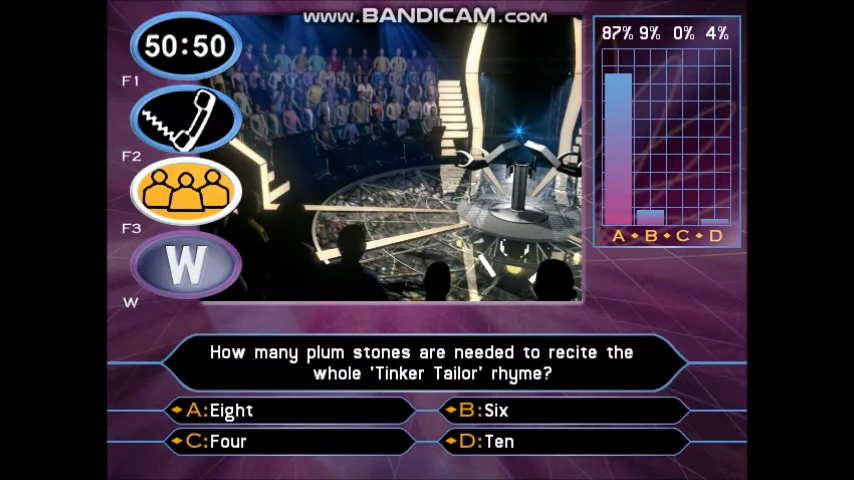 www.BANDICAM.com
50:50
F1
F2
F3
W
W
87% 9% 0% 4%
A B C D
How many plum stones are needed to recite the
whole 'Tinker Tailor' rhyme?
A:Eight
B:Six
C:Four
D:Ten